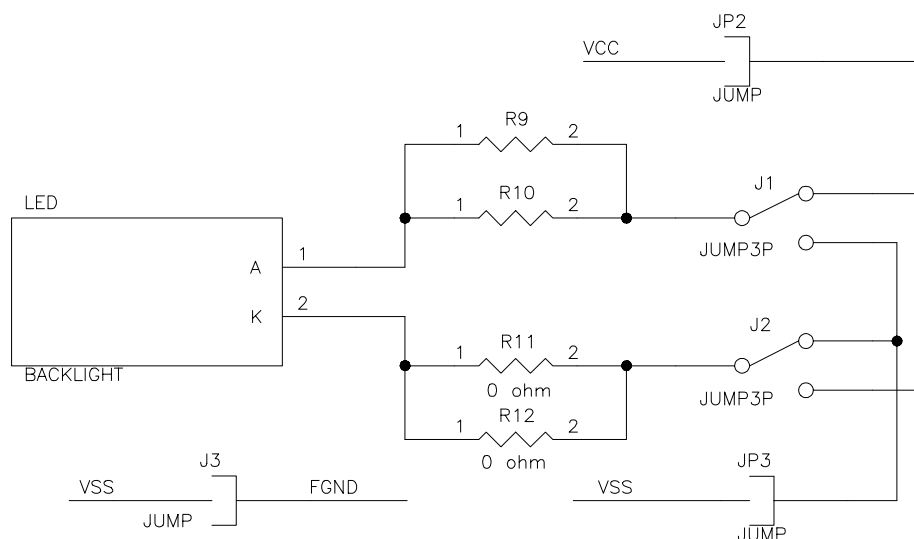 JP2
VCC
JUMP
R9
1 2
R10
1 2
J1
JUMP3P
LED
A 1
K 2
BACKLIGHT
R11
1 2
0 ohm
R12
1 2
0 ohm
J2
JUMP3P
J3
VSS FGND
JUMP
JP3
VSS
JUMP